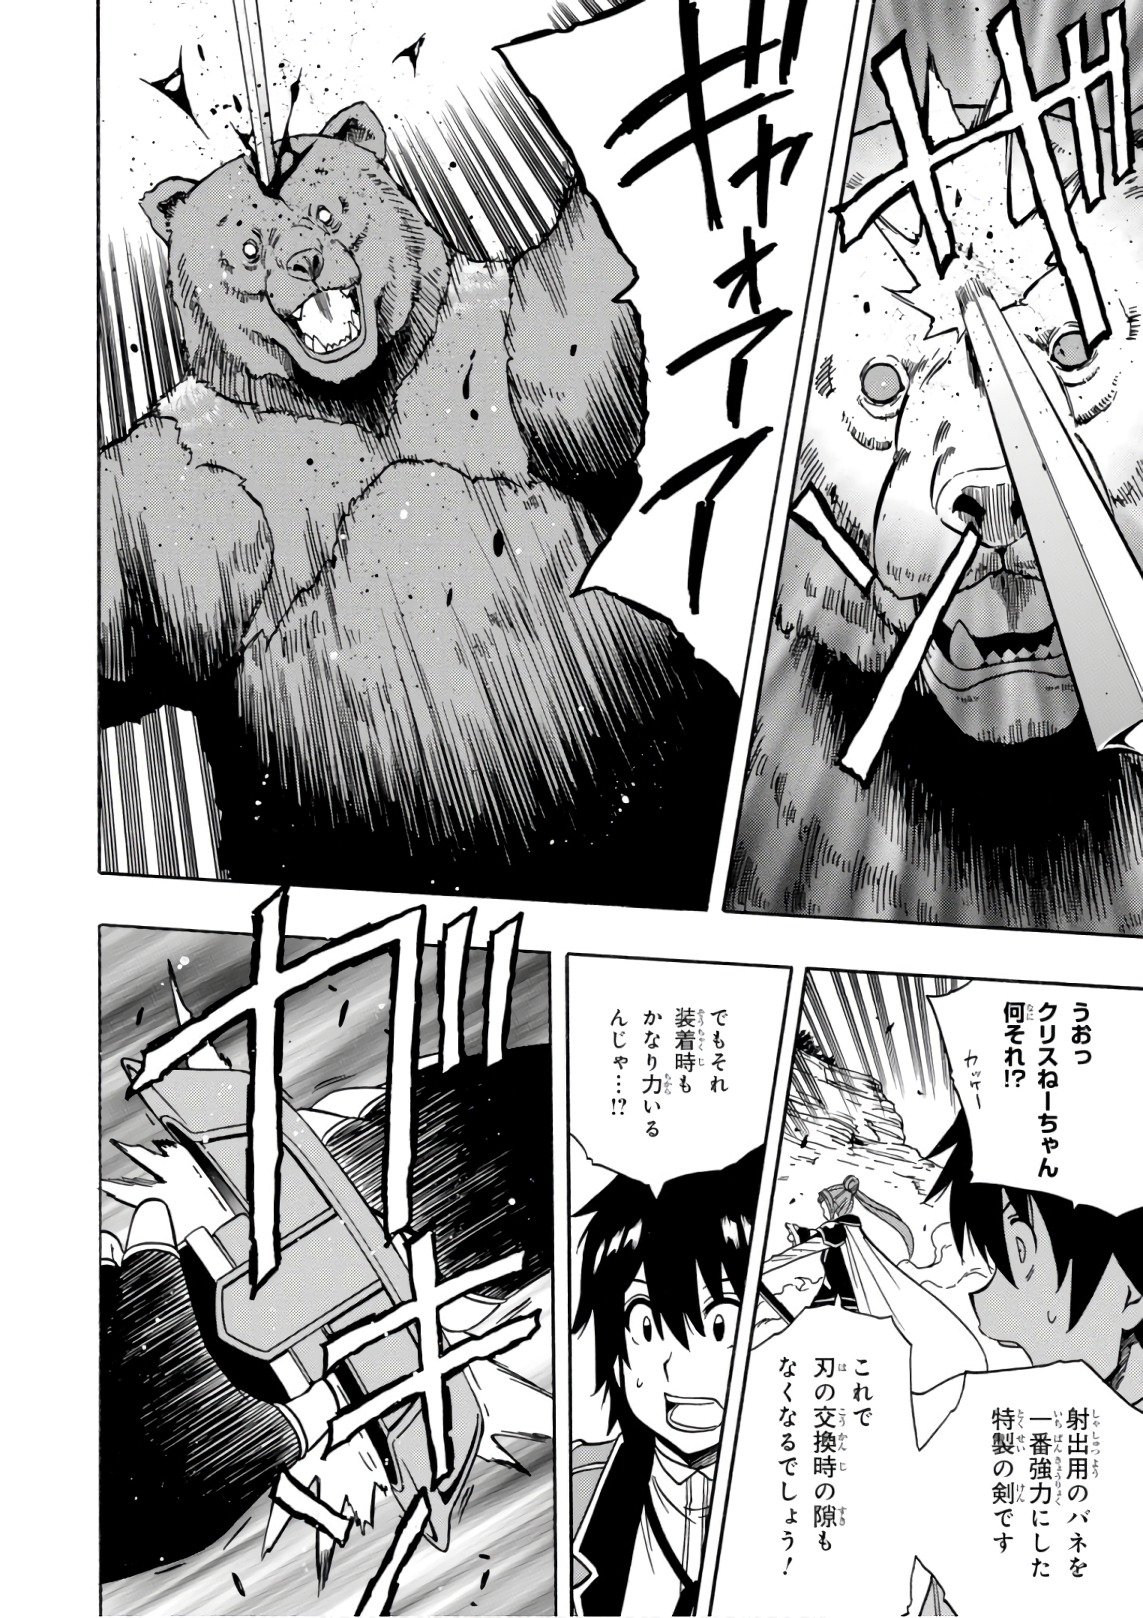 ザシャッ
ギャオアアアア
うおっ
クリスねーちゃん
何それ!?
カッケー
射出用のバネを
一番強力にした
特製の剣です
これで
刃の交換時の隙も
なくなるでしょう!
でもそれ
装着時も
かなり力いる
んじゃ…!?
ガギ